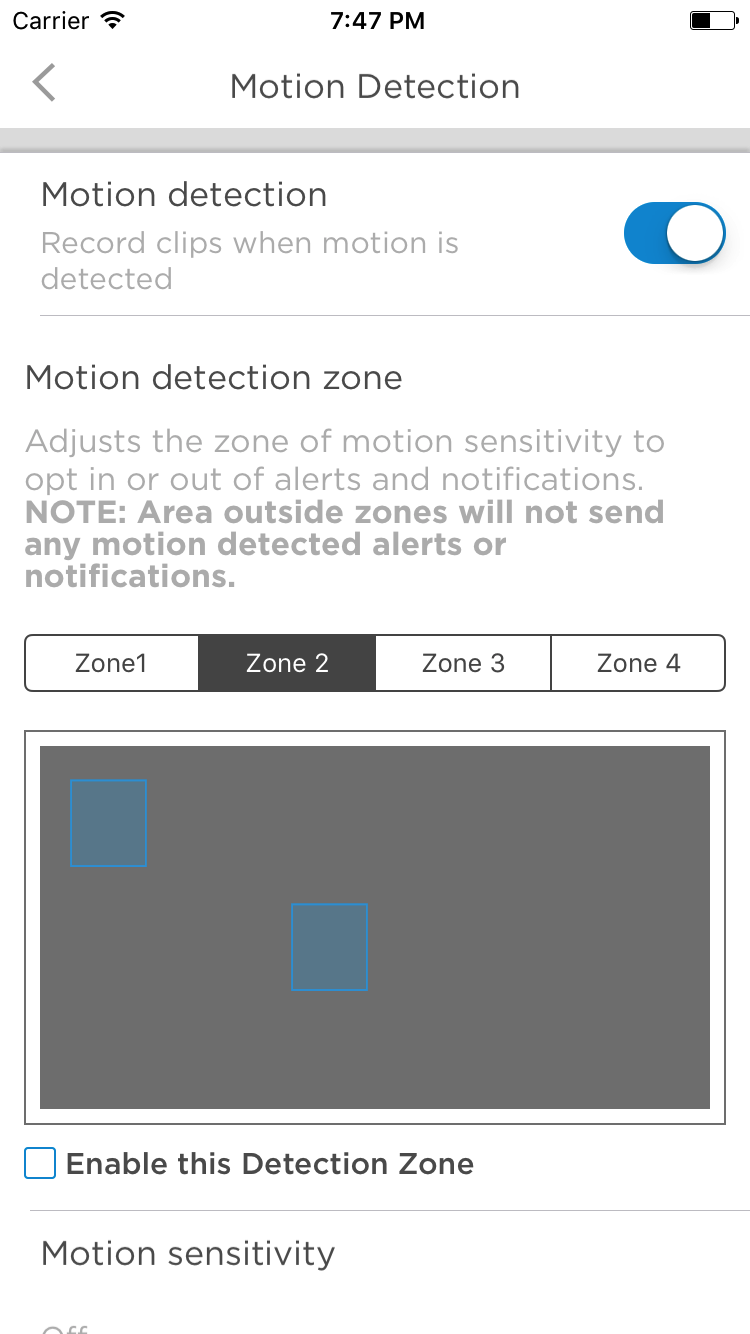 Carrier 7:47 PM
Motion Detection
Motion detection
Record clips when motion is
detected
Motion detection zone
Adjusts the zone of motion sensitivity to
opt in or out of alerts and notifications.
NOTE: Area outside zones will not send
any motion detected alerts or
notifications.
Zone1 Zone 2 Zone 3 Zone 4
Enable this Detection Zone
Motion sensitivity
Off